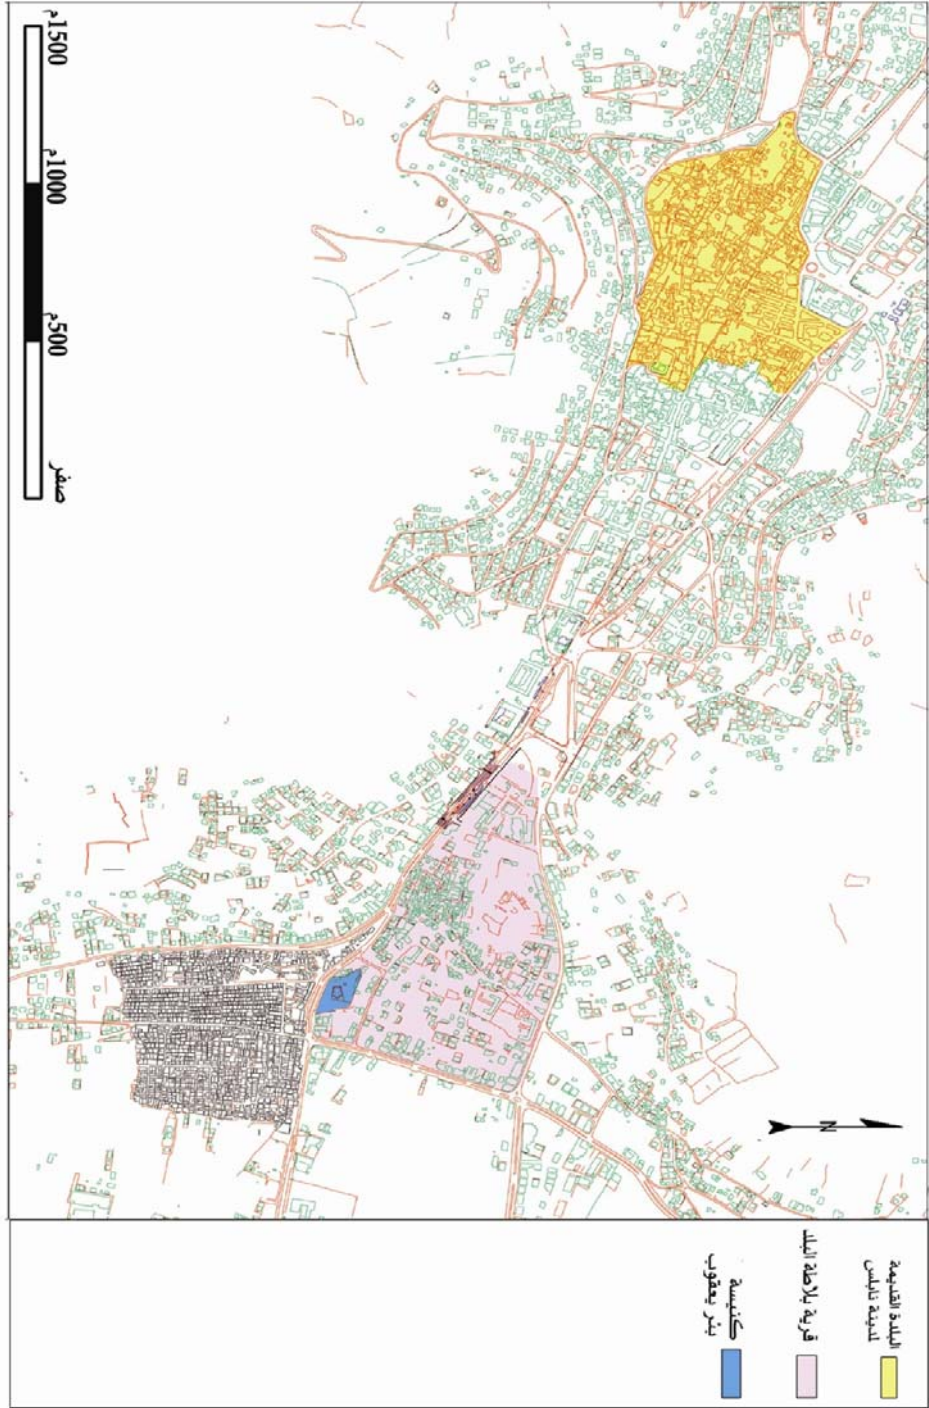 البلدة القديمة
لمدينة نابلس
قرية بلاطة البلد
كنيسة
بئر يعقوب
N
1500م
1000م
500م
صفر